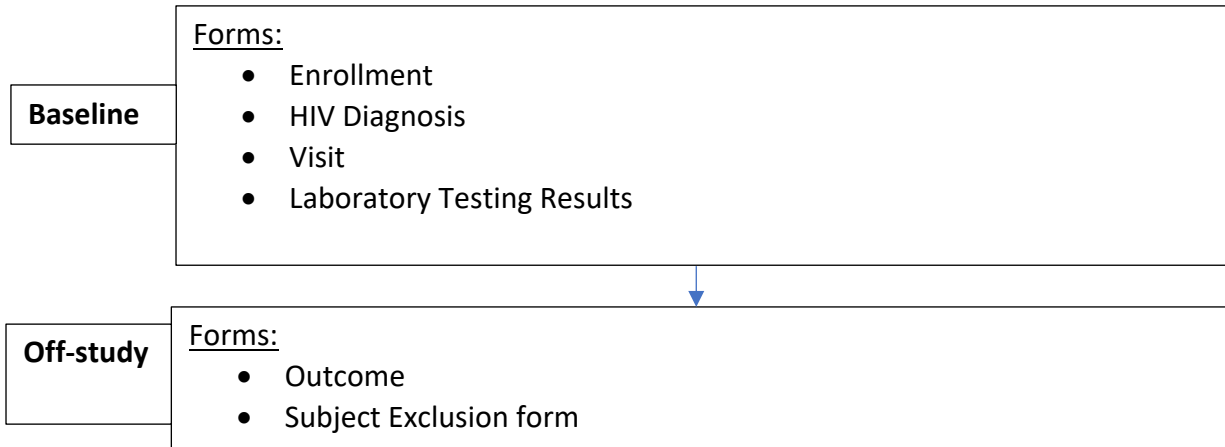 Baseline
Forms:
• Enrollment
• HIV Diagnosis
• Visit
• Laboratory Testing Results
Off-study
Forms:
• Outcome
• Subject Exclusion form